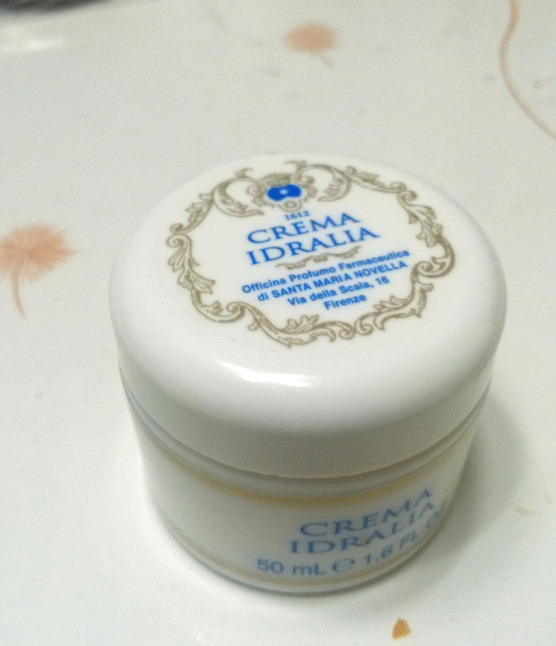 1612
CREMA
IDRALIA
Officina Profumo Farmaceutica
di SANTA MARIA NOVELLA
Via della Scala, 16
Firenze
CREMA
IDRALIA
50 mL ℮ 1.6 FL.